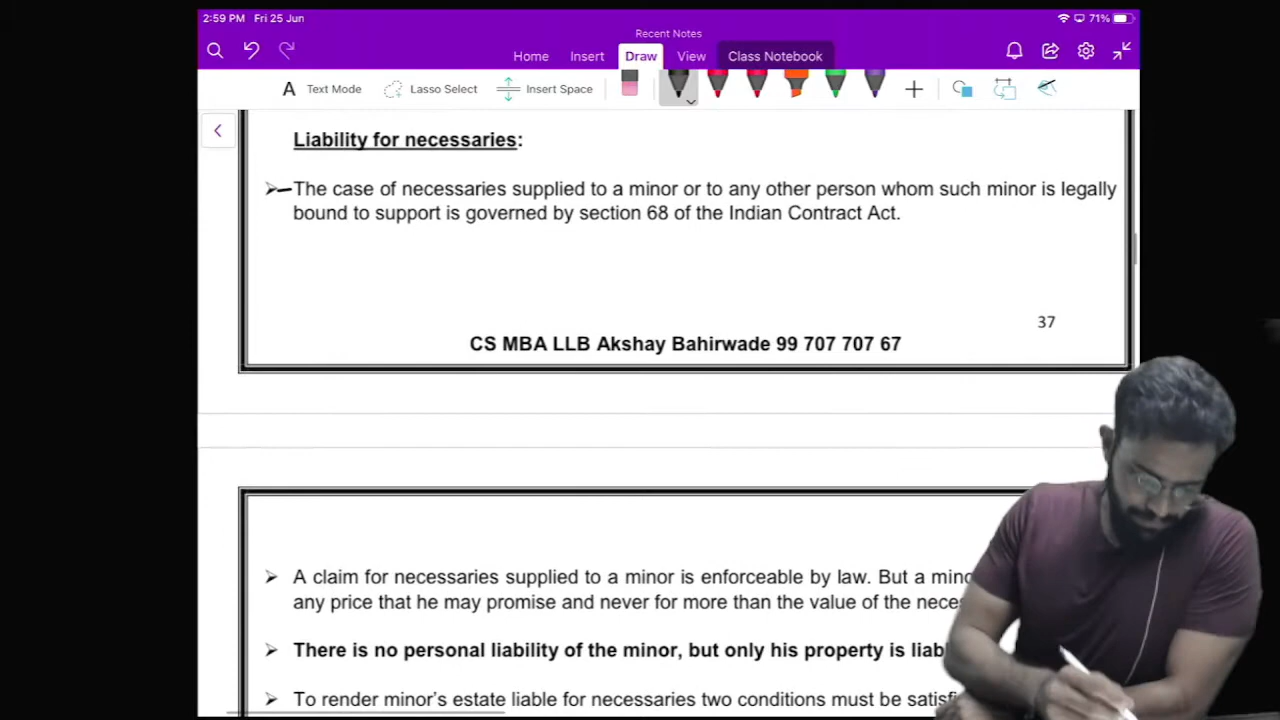 2:59 PM Fri 25 Jun
71%
Recent Notes
Home Insert Draw View Class Notebook
A Text Mode Lasso Select Insert Space
Liability for necessaries:
➢ The case of necessaries supplied to a minor or to any other person whom such minor is legally
bound to support is governed by section 68 of the Indian Contract Act.
37
CS MBA LLB Akshay Bahirwade 99 707 707 67
➢ A claim for necessaries supplied to a minor is enforceable by law. But a
any price that he may promise and never for more than the value of the
➢ There is no personal liability of the minor, but only his property is
➢ To render minor's estate liable for necessaries two conditions must be